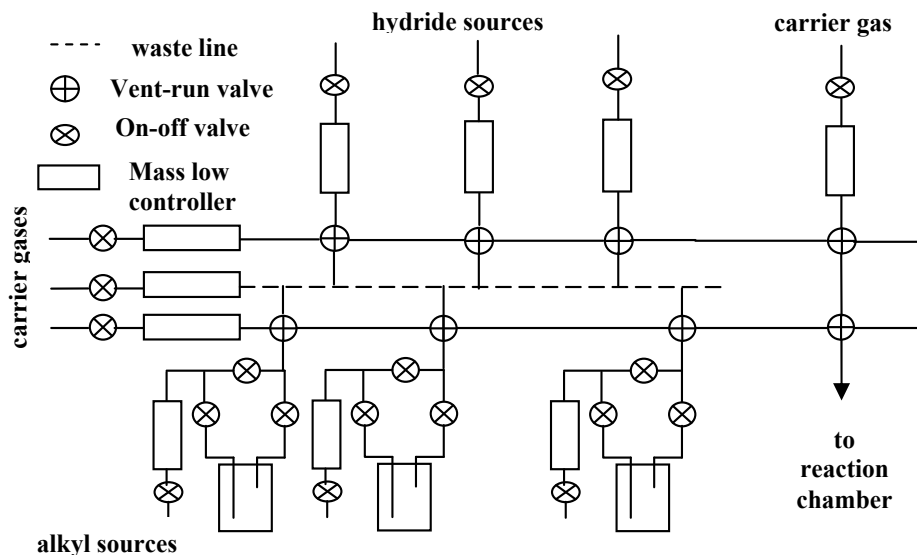 hydride sources
carrier gas
waste line
Vent-run valve
On-off valve
Mass low
controller
carrier gases
to
reaction
chamber
alkyl sources